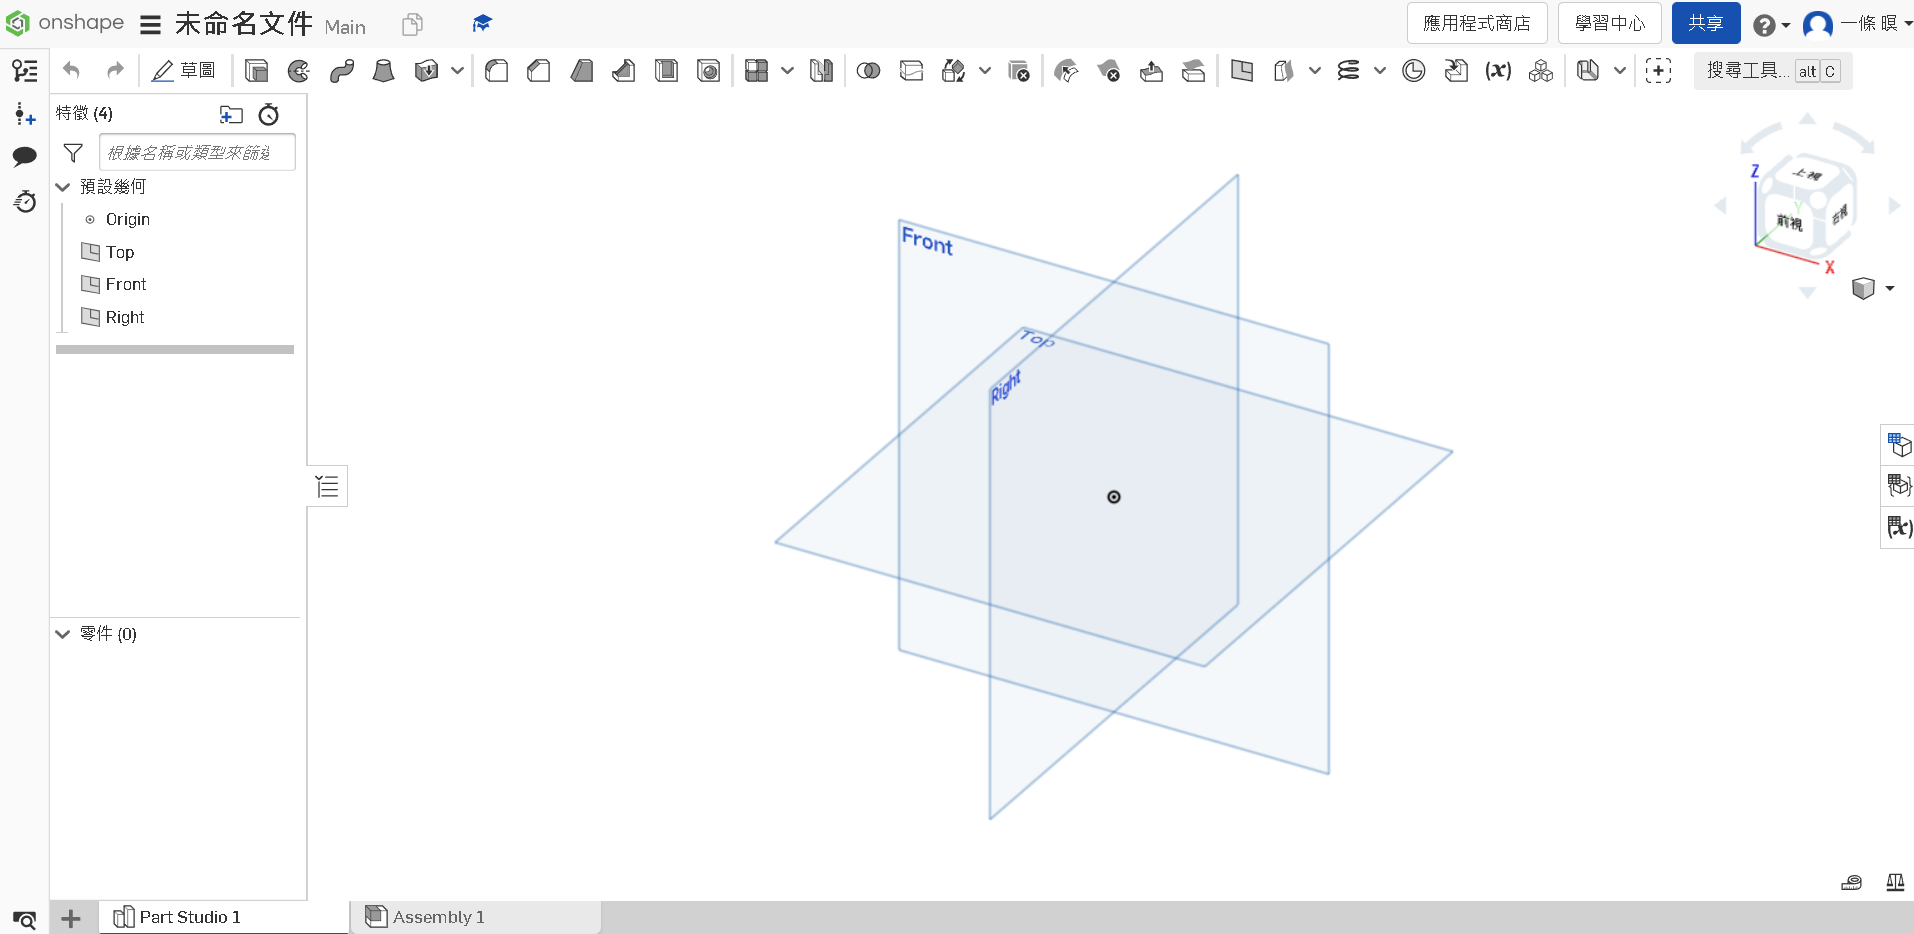 onshape 未命名文件 Main 應用程式商店 學習中心 共享 一條 暝
草圖 (x) 搜尋工具... alt C
特徵 (4)
根據名稱或類型來篩選
預設幾何
Origin
Top
Front
Right
零件 (0)
Front
Top
Right
Z
上視
前視
右視
Y
X
(x)
Part Studio 1
Assembly 1